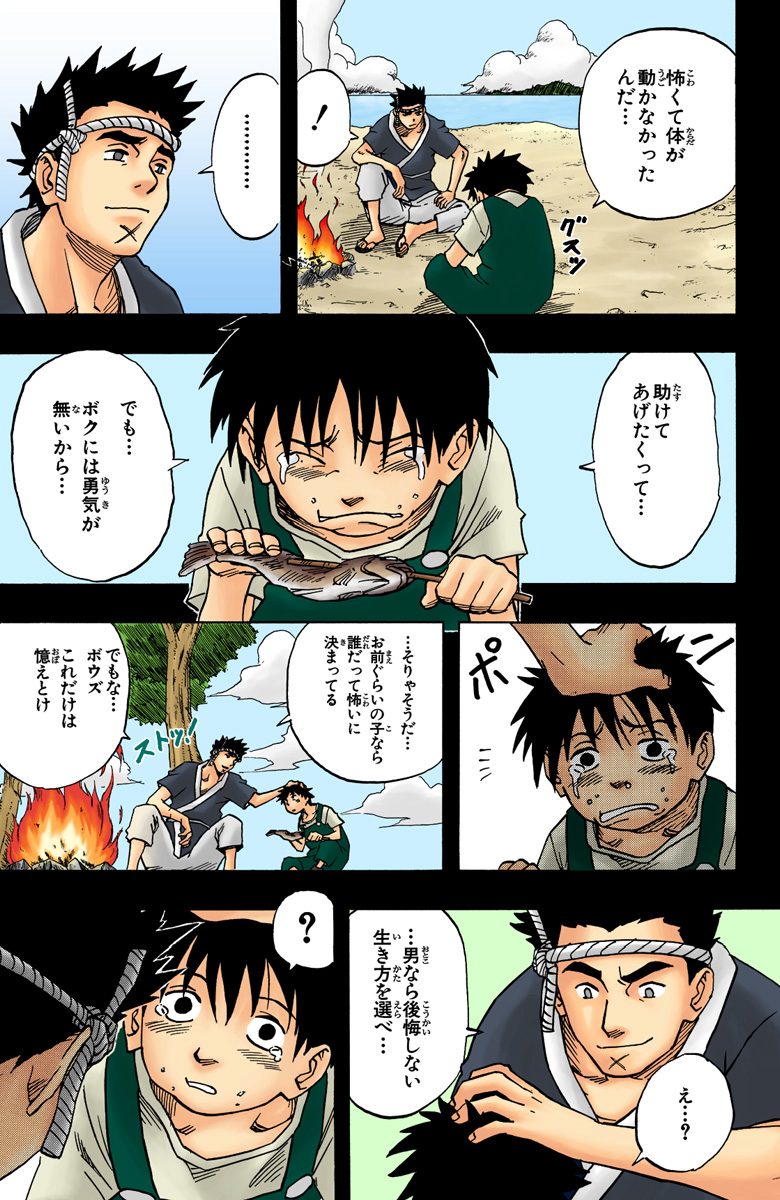 怖くて体が
動かなかった
んだ…
!
グスッ
…………
助けて
あげたくって…
でも…
ボクには勇気が
無いから…
ポン
…そりゃそうだ…
お前ぐらいの子なら
誰だって怖いに
決まってる
ストッ!
でもな…
ボウズ
これだけは
憶えとけ
…男なら後悔しない
生き方を選べ…
え…?
?